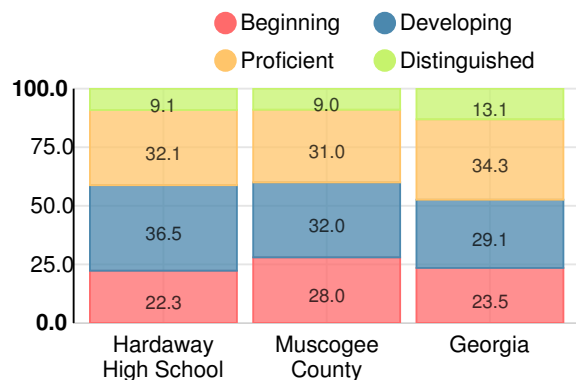 Beginning
Developing
Proficient
Distinguished
100.0
75.0
50.0
25.0
0.0
9.1
9.0
13.1
32.1
31.0
34.3
36.5
32.0
29.1
22.3
28.0
23.5
Hardaway
High School
Muscogee
County
Georgia